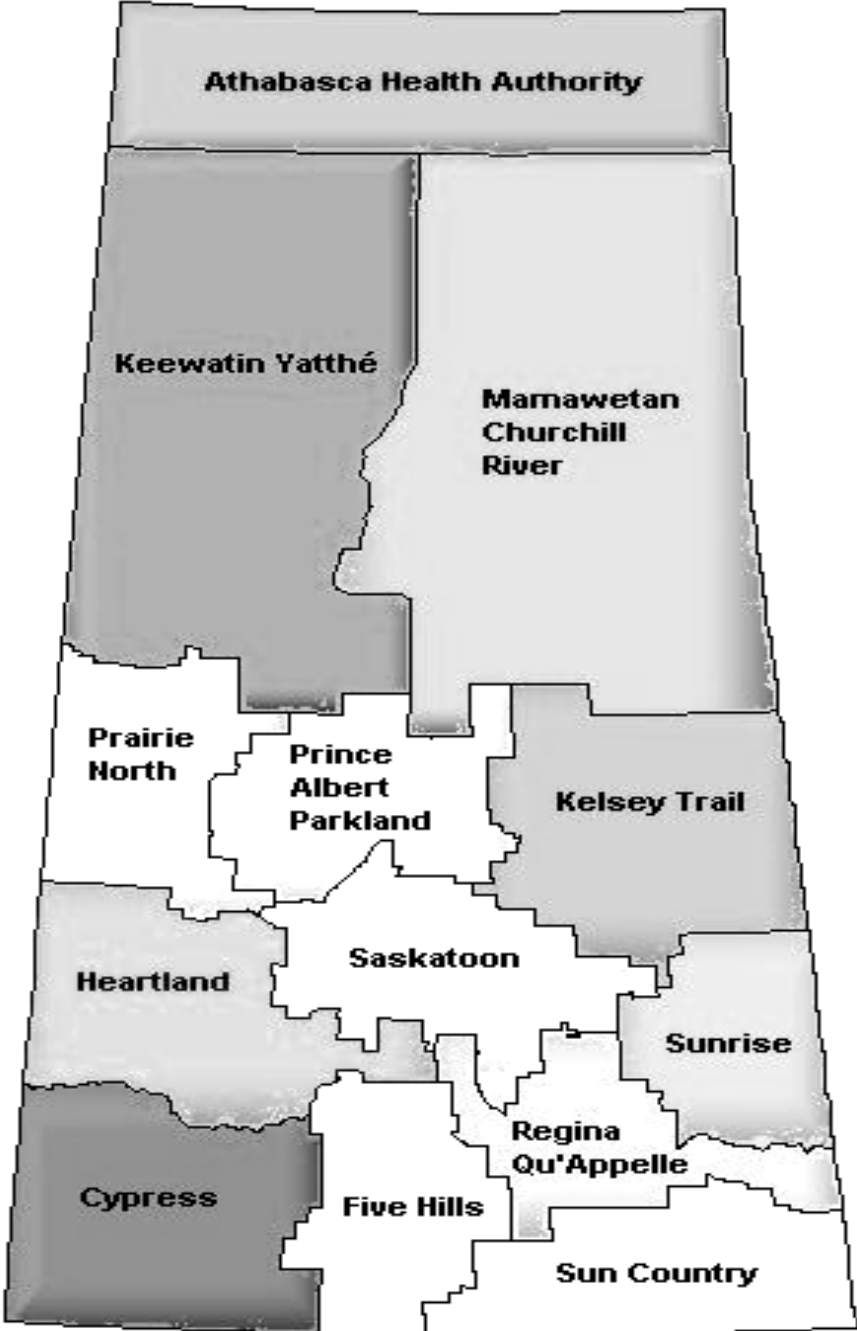 Athabasca Health Authority
Keewatin Yatthé
Mamawetan
Churchill
River
Prairie
North
Prince
Albert
Parkland
Kelsey Trail
Saskatoon
Heartland
Sunrise
Regina
Qu'Appelle
Cypress
Five Hills
Sun Country